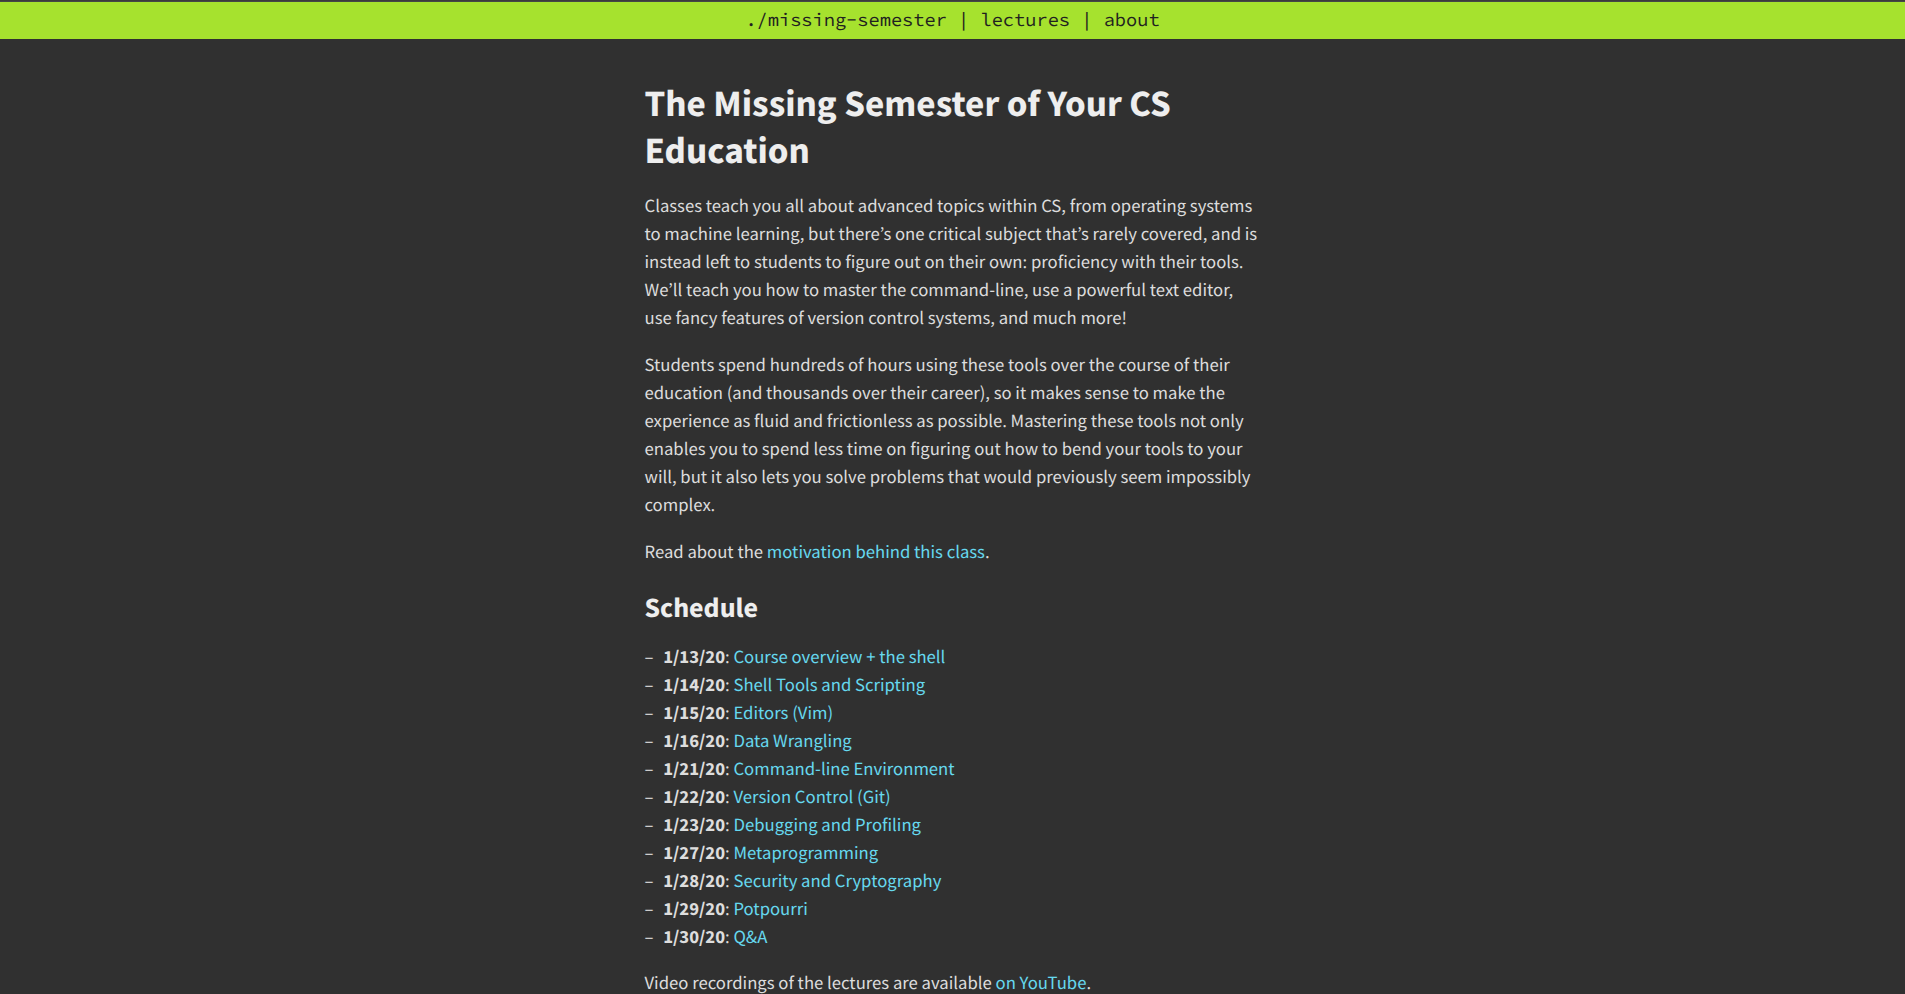 ./missing-semester | lectures | about
The Missing Semester of Your CS
Education
Classes teach you all about advanced topics within CS, from operating systems
to machine learning, but there’s one critical subject that’s rarely covered, and is
instead left to students to figure out on their own: proficiency with their tools.
We’ll teach you how to master the command-line, use a powerful text editor,
use fancy features of version control systems, and much more!
Students spend hundreds of hours using these tools over the course of their
education (and thousands over their career), so it makes sense to make the
experience as fluid and frictionless as possible. Mastering these tools not only
enables you to spend less time on figuring out how to bend your tools to your
will, but it also lets you solve problems that would previously seem impossibly
complex.
Read about the motivation behind this class.
Schedule
– 1/13/20: Course overview + the shell
– 1/14/20: Shell Tools and Scripting
– 1/15/20: Editors (Vim)
– 1/16/20: Data Wrangling
– 1/21/20: Command-line Environment
– 1/22/20: Version Control (Git)
– 1/23/20: Debugging and Profiling
– 1/27/20: Metaprogramming
– 1/28/20: Security and Cryptography
– 1/29/20: Potpourri
– 1/30/20: Q&A
Video recordings of the lectures are available on YouTube.